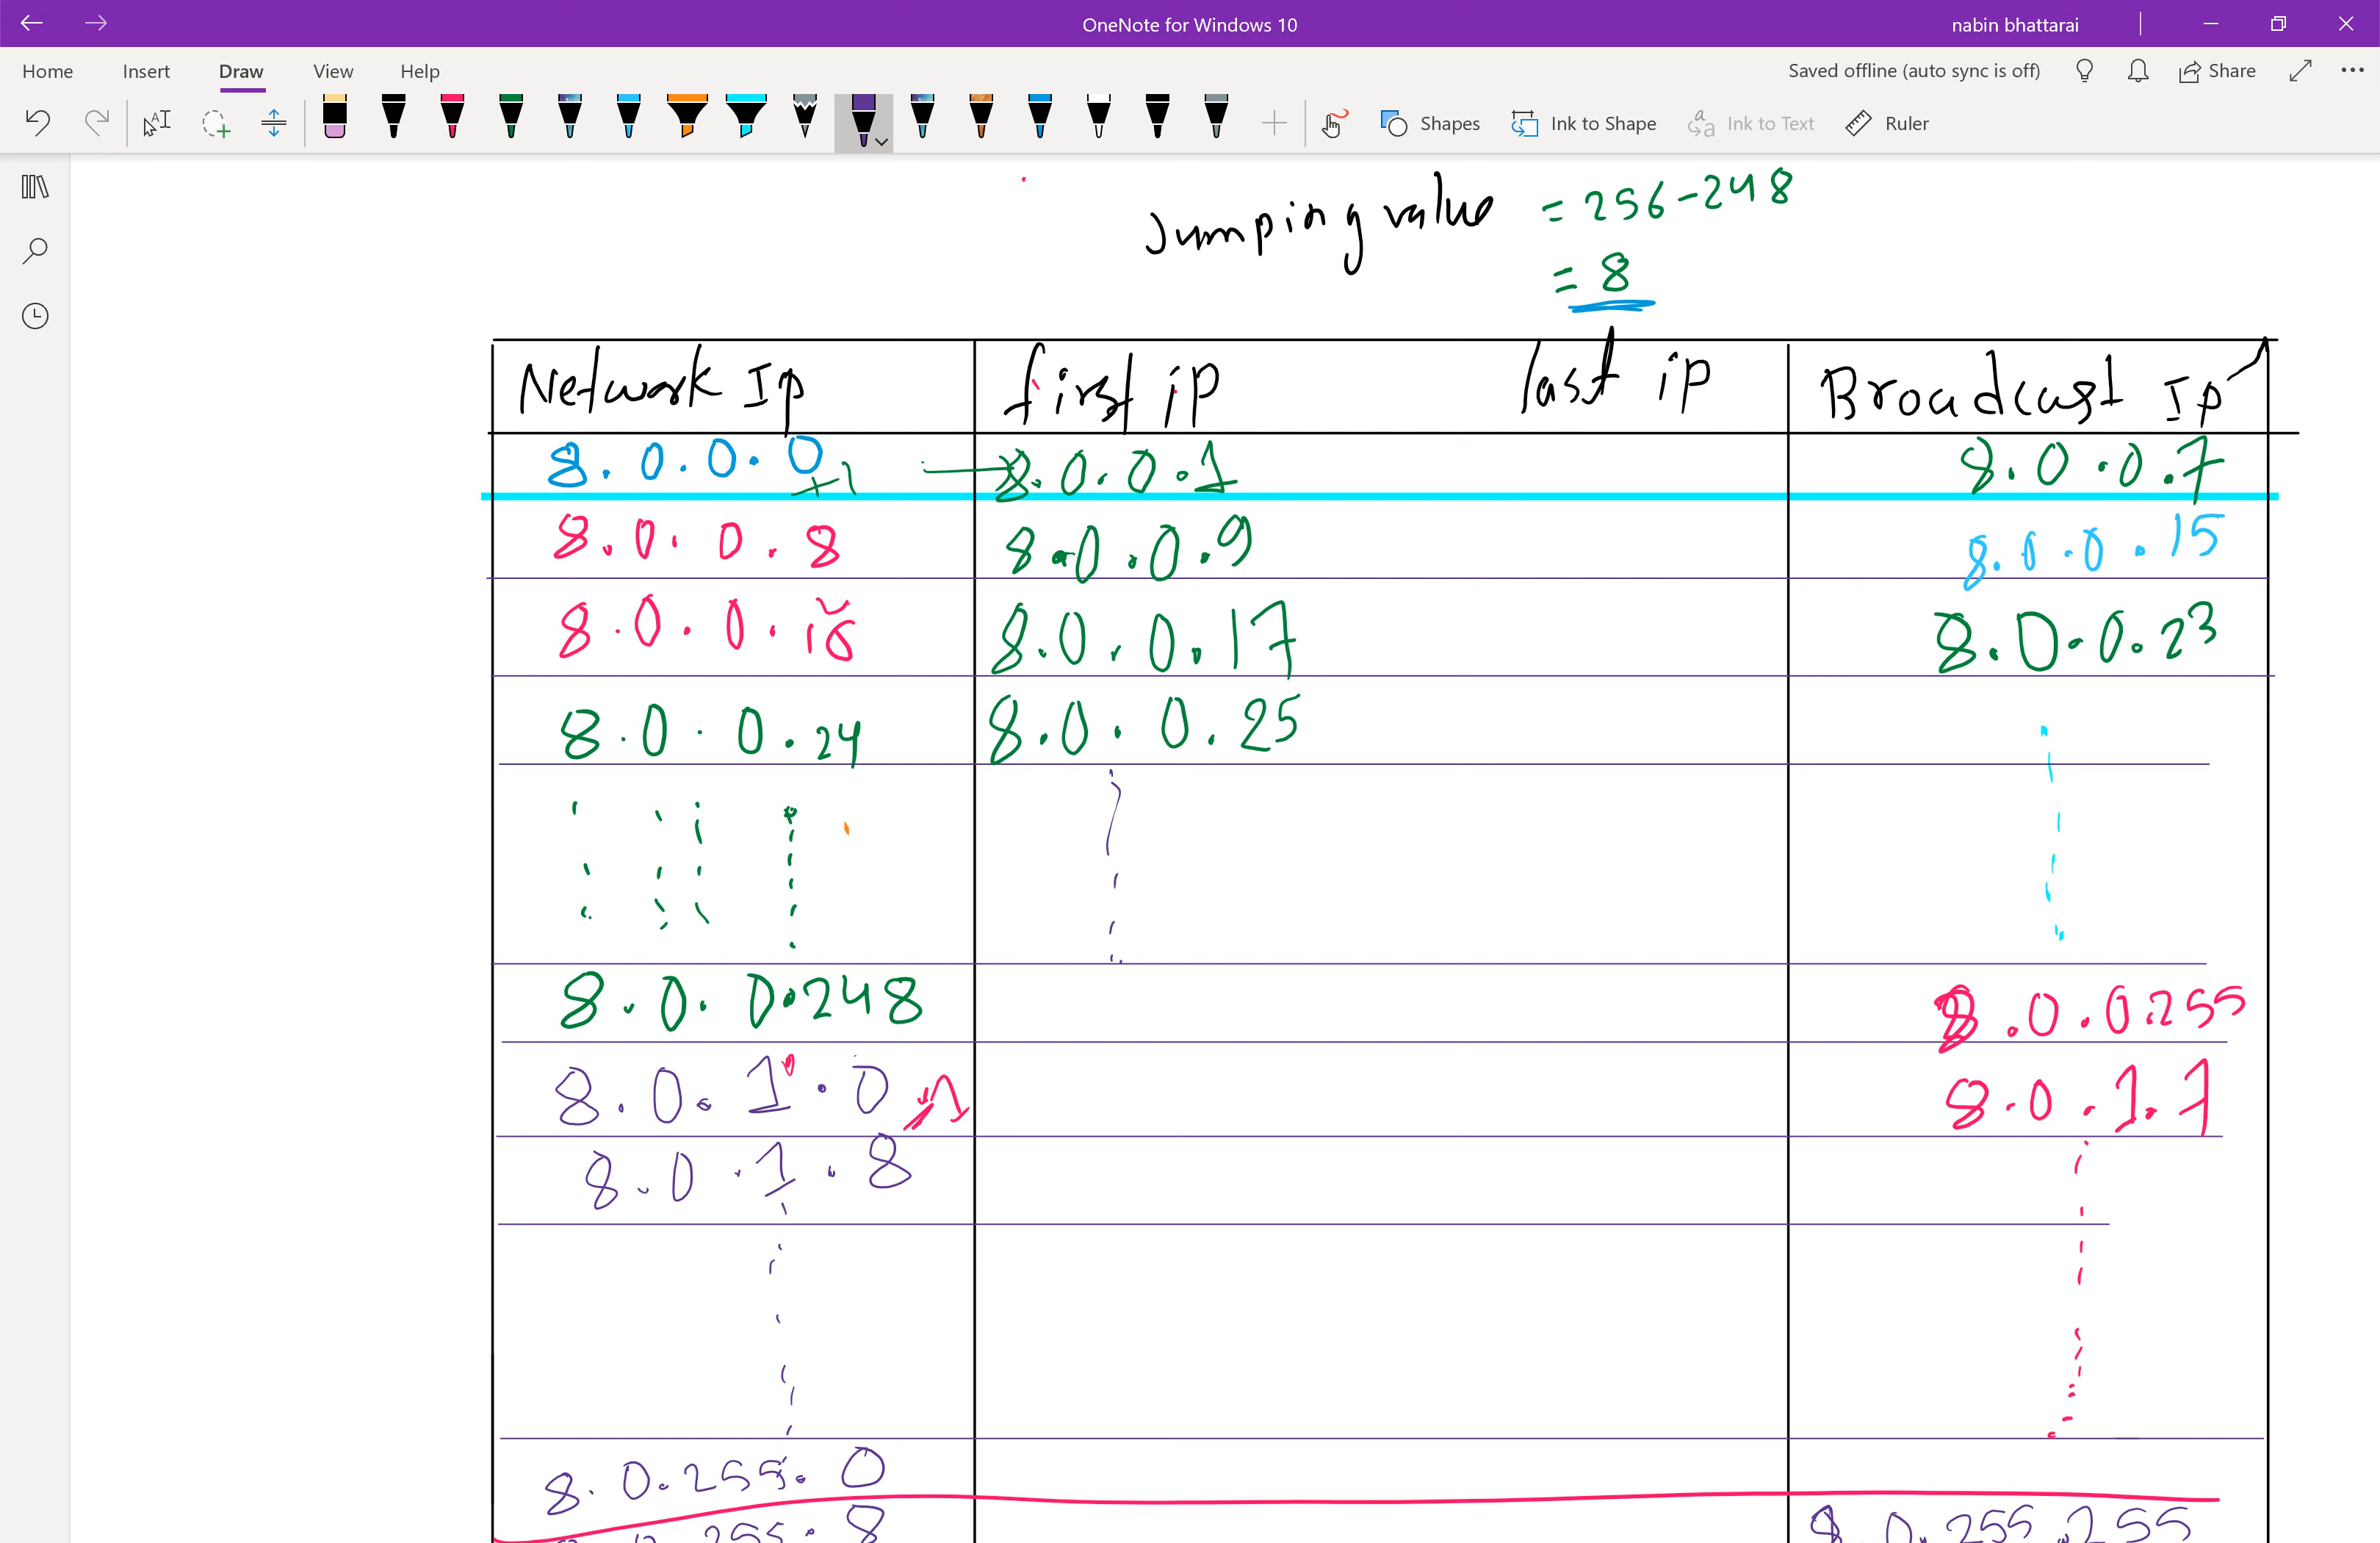 OneNote for Windows 10 nabin bhattarai
Home Insert Draw View Help Saved offline (auto sync is off) Share
Shapes Ink to Shape Ink to Text Ruler
Jumping value = 256-248
= 8
Network Ip first ip last ip Broadcast Ip
8.0.0.0 +1 8.0.0.1 8.0.0.7
8.0.0.8 8.0.0.9 8.0.0.15
8.0.0.16 8.0.0.17 8.0.0.23
8.0.0.24 8.0.0.25
8.0.0.248 8.0.0.255
8.0.1.0 8.0.1.7
8.0.1.8
8.0.255.0
255.8 8.0.255.255